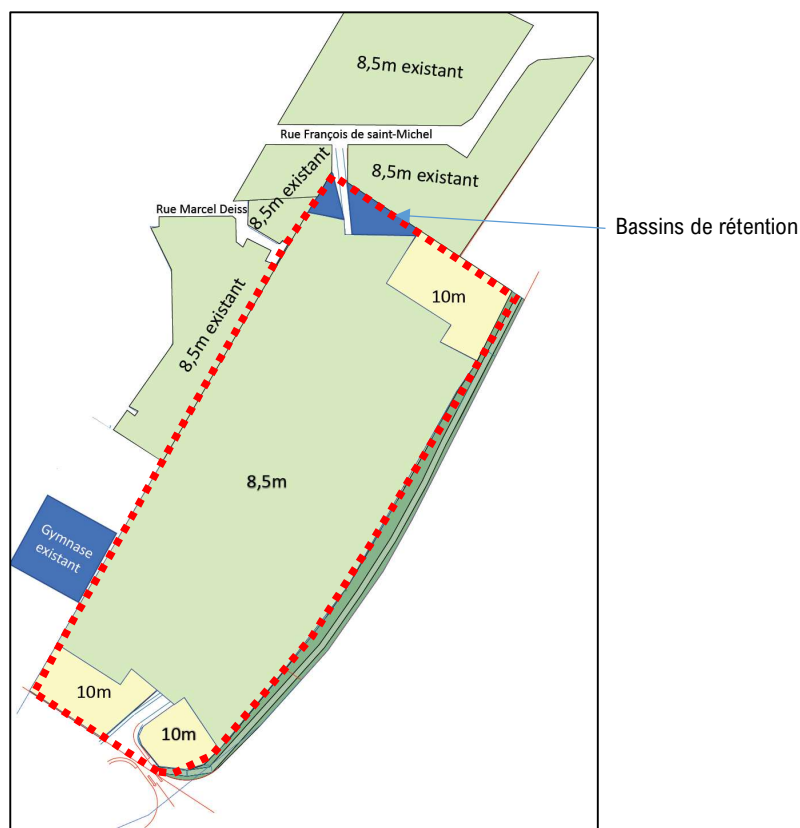 8,5m existant
Rue François de saint-Michel
8,5m existant
8,5m existant
Rue Marcel Deiss
Bassins de rétention
10m
8,5m existant
8,5m
Gymnase
existant
10m
10m